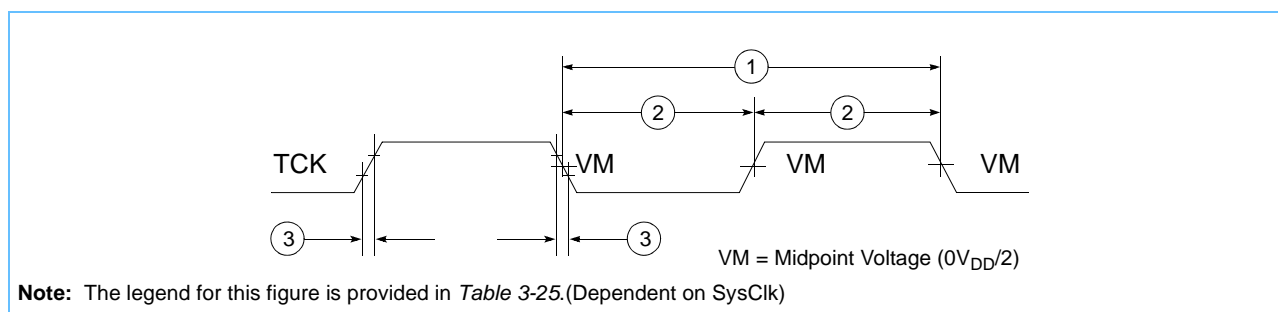 1
2 2
TCK VM VM VM
3 3
VM = Midpoint Voltage (0VDD/2)
Note: The legend for this figure is provided in Table 3-25.(Dependent on SysClk)